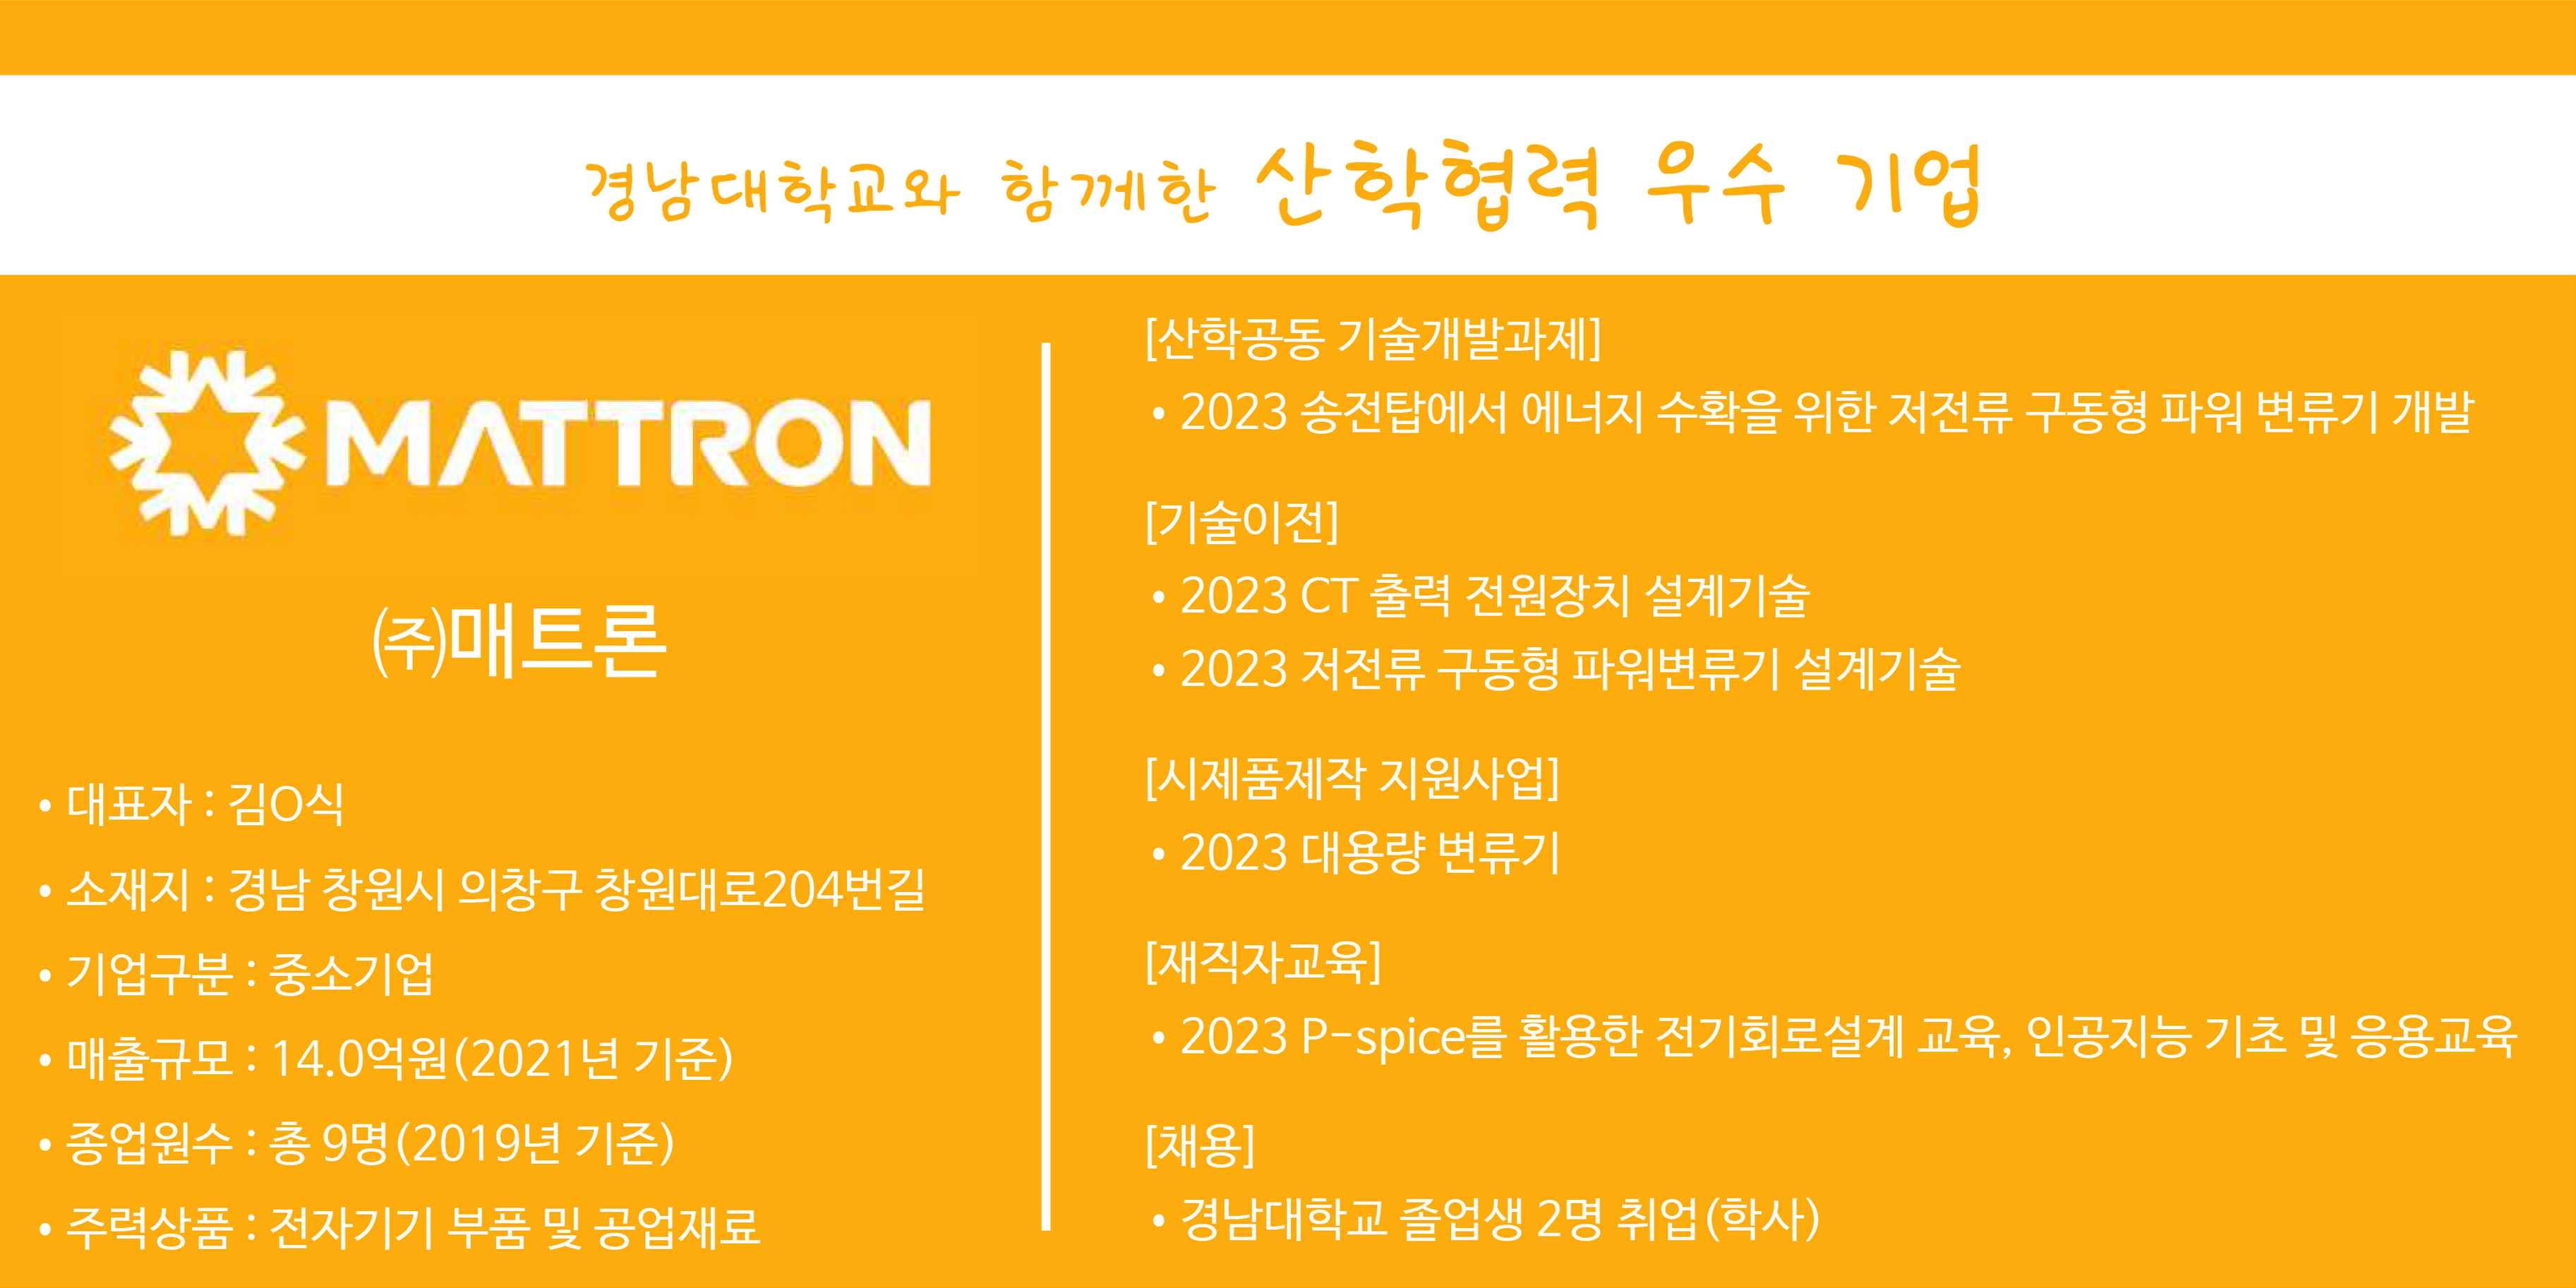 경남대학교와 함께한 산학협력 우수 기업
MATTRON
㈜매트론
• 대표자 : 김O식
• 소재지 : 경남 창원시 의창구 창원대로204번길
• 기업구분 : 중소기업
• 매출규모 : 14.0억원(2021년 기준)
• 종업원수 : 총 9명(2019년 기준)
• 주력상품 : 전자기기 부품 및 공업재료
[산학공동 기술개발과제]
• 2023 송전탑에서 에너지 수확을 위한 저전류 구동형 파워 변류기 개발
[기술이전]
• 2023 CT 출력 전원장치 설계기술
• 2023 저전류 구동형 파워변류기 설계기술
[시제품제작 지원사업]
• 2023 대용량 변류기
[재직자교육]
• 2023 P-spice를 활용한 전기회로설계 교육, 인공지능 기초 및 응용교육
[채용]
• 경남대학교 졸업생 2명 취업(학사)